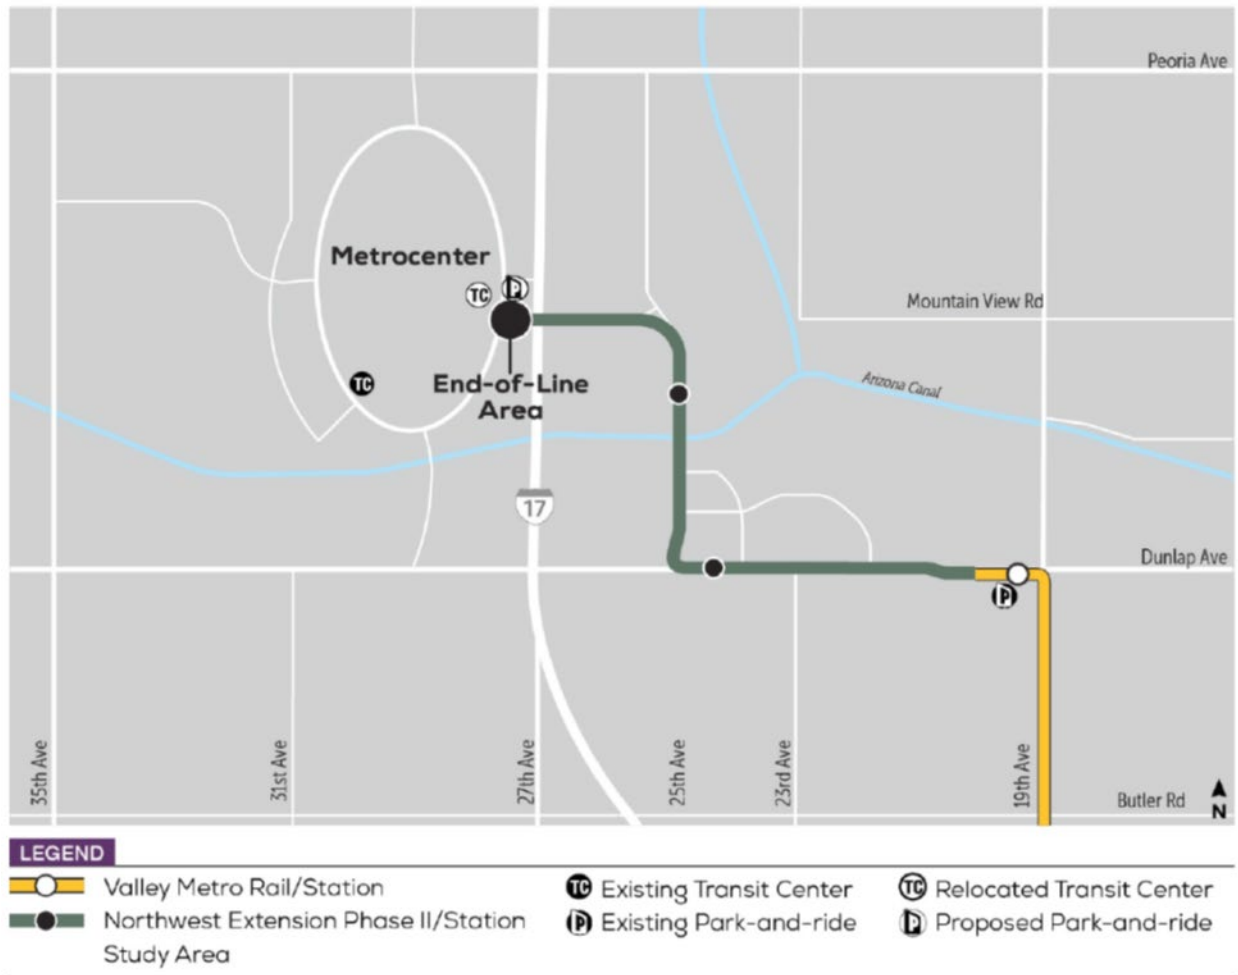 Peoria Ave
Metrocenter
TC P
Mountain View Rd
TC
End-of-Line
Area
Arizona Canal
17
Dunlap Ave
P
35th Ave
31st Ave
27th Ave
25th Ave
23rd Ave
19th Ave
Butler Rd
N
LEGEND
Valley Metro Rail/Station
Northwest Extension Phase II/Station
Study Area
TC Existing Transit Center
P Existing Park-and-ride
TC Relocated Transit Center
P Proposed Park-and-ride